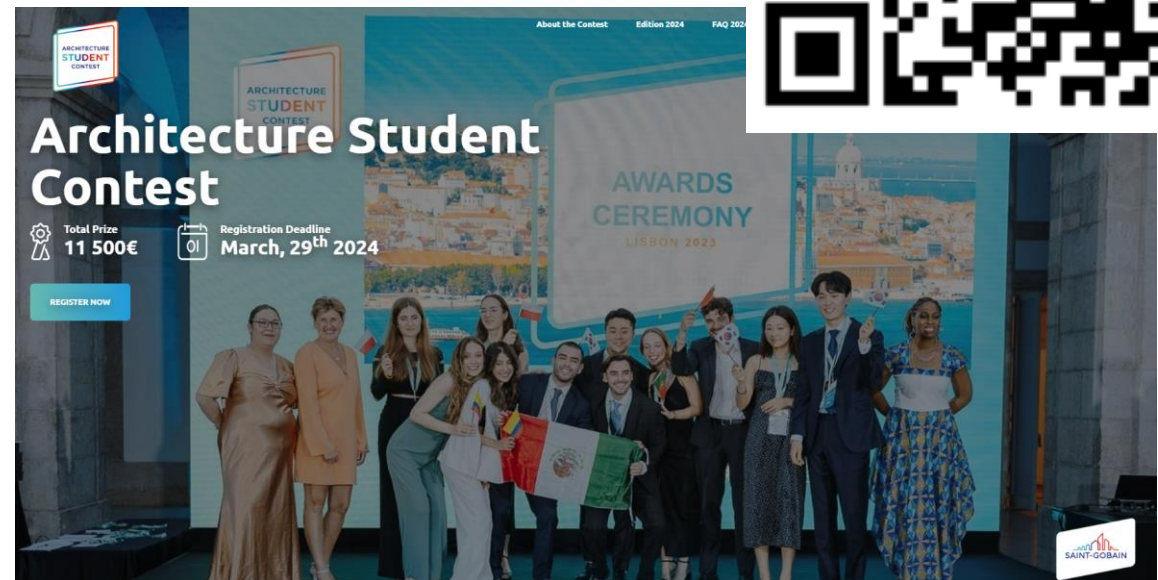 About the Contest
Edition 2024
FAQ 2024
ARCHITECTURE
STUDENT
CONTEST
ARCHITECTURE
STUDENT
CONTEST
Architecture Student
Contest
AWARDS
CEREMONY
LISBON 2023
Total Prize
11 500€
Registration Deadline
March, 29th 2024
REGISTER NOW
SAINT-GOBAIN